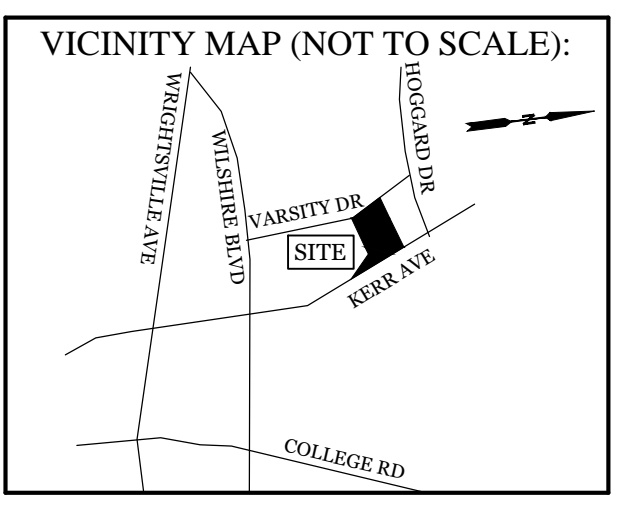 VICINITY MAP (NOT TO SCALE):
WRIGHTSVILLE AVE
WILSHIRE BLVD
HOGGARD DR
N
VARSITY DR
SITE
KERR AVE
COLLEGE RD